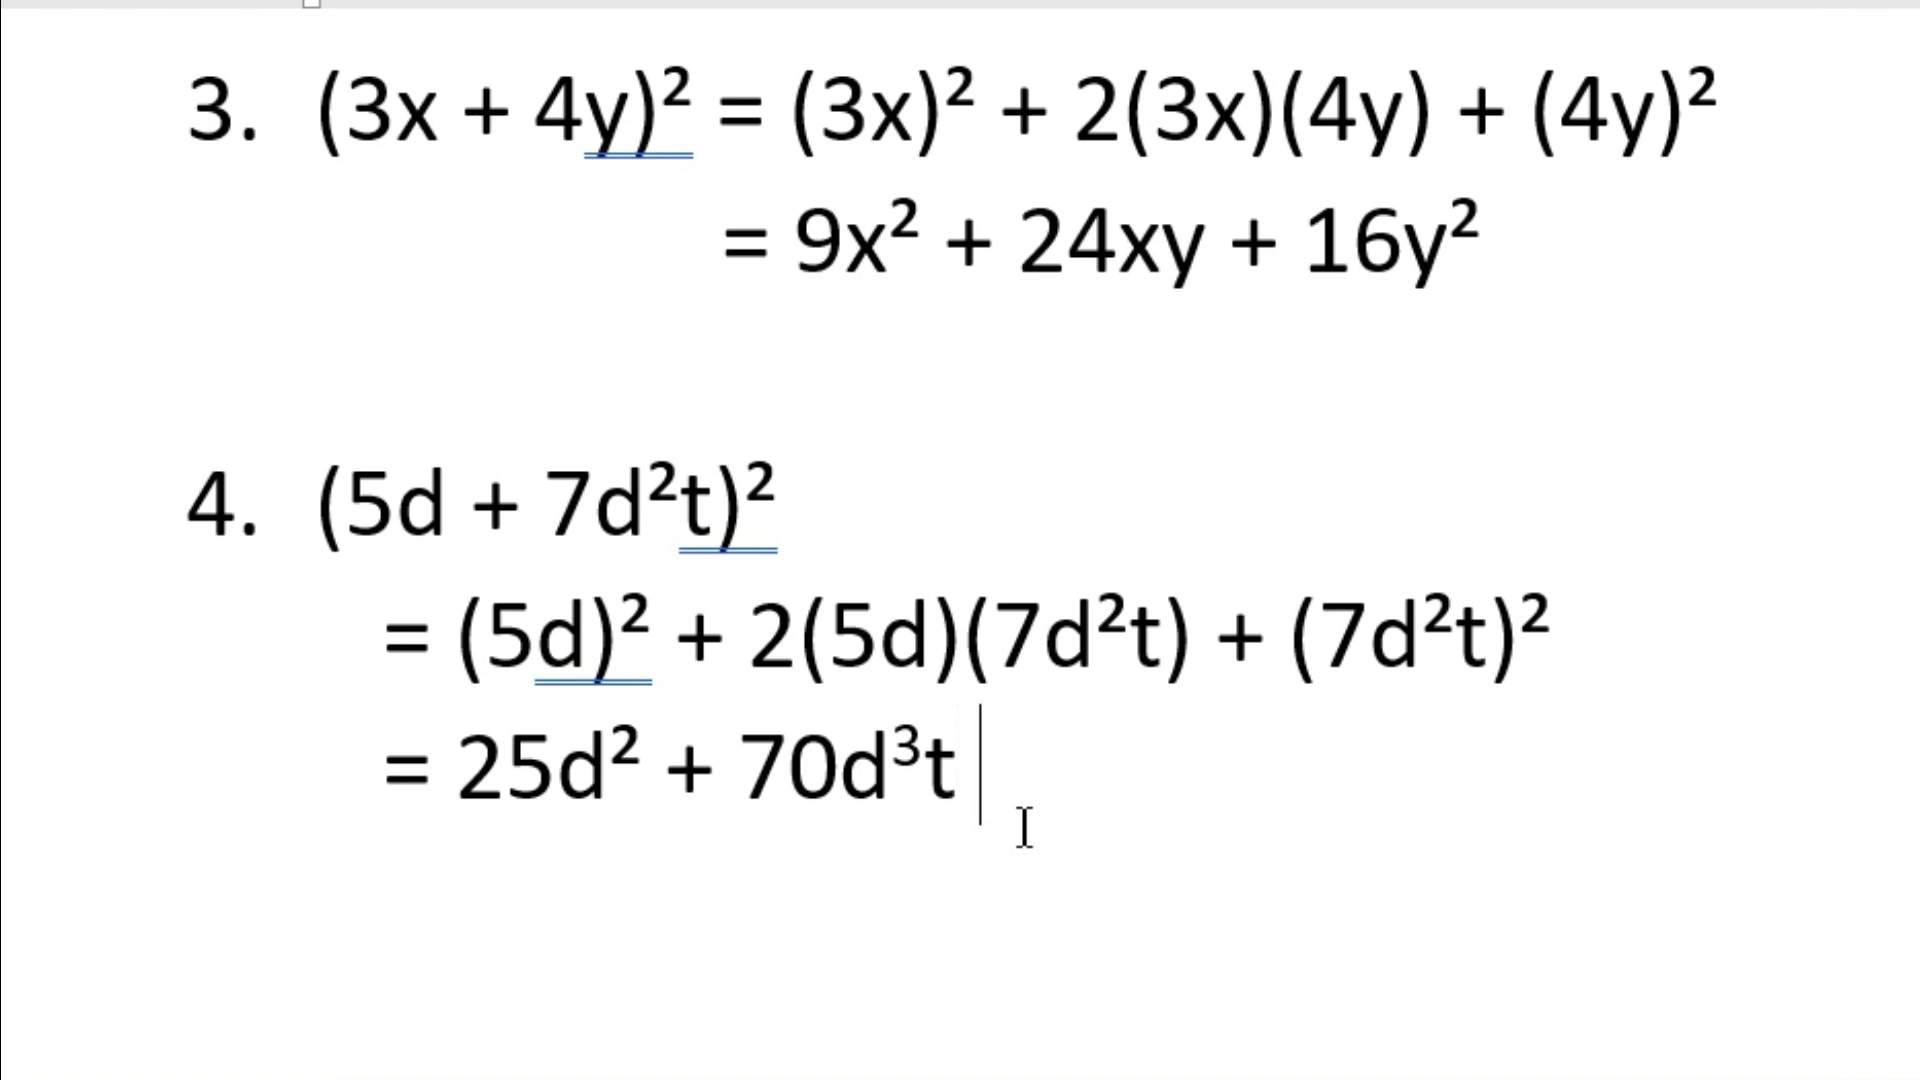 3. (3x + 4y)² = (3x)² + 2(3x)(4y) + (4y)²
= 9x² + 24xy + 16y²
4. (5d + 7d²t)²
= (5d)² + 2(5d)(7d²t) + (7d²t)²
= 25d² + 70d³t